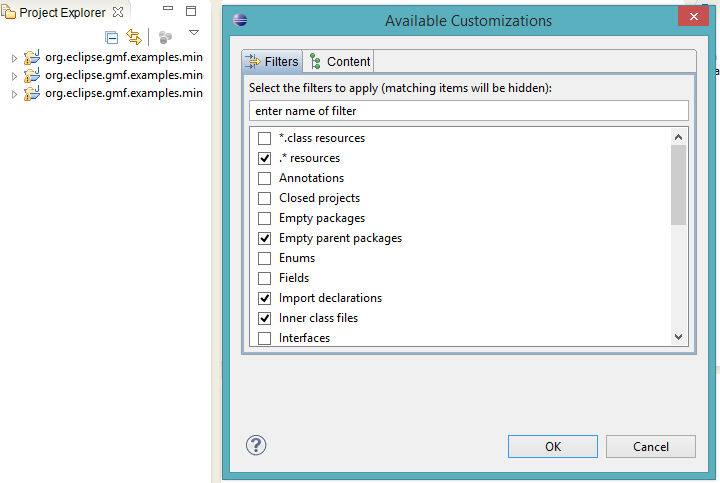 Project Explorer
org.eclipse.gmf.examples.min
org.eclipse.gmf.examples.min
org.eclipse.gmf.examples.min
Available Customizations
Filters Content
Select the filters to apply (matching items will be hidden):
enter name of filter
*.class resources
.* resources
Annotations
Closed projects
Empty packages
Empty parent packages
Enums
Fields
Import declarations
Inner class files
Interfaces
? OK Cancel